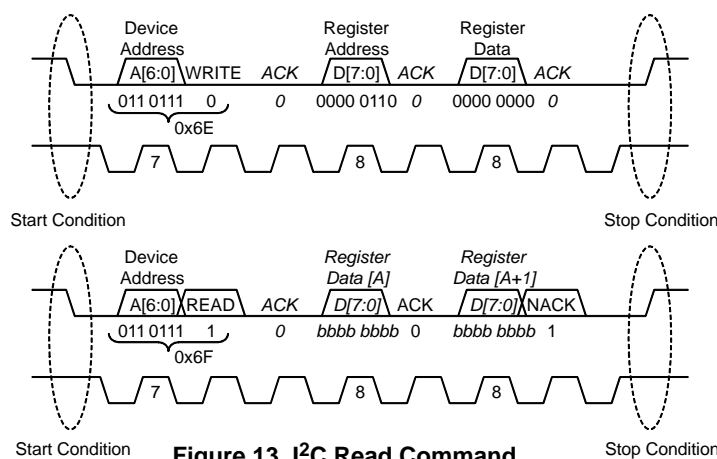 Device Address
Register Address
Register Data
A[6:0] WRITE ACK D[7:0] ACK D[7:0] ACK
011 0111 0 0 0000 0110 0 0000 0000 0
0x6E
7 8 8
Start Condition Stop Condition
Device Address
Register Data [A]
Register Data [A+1]
A[6:0] READ ACK D[7:0] ACK D[7:0] NACK
011 0111 1 0 bbbb bbbb 0 bbbb bbbb 1
0x6F
7 8 8
Start Condition Figure 13. I²C Read Command Stop Condition